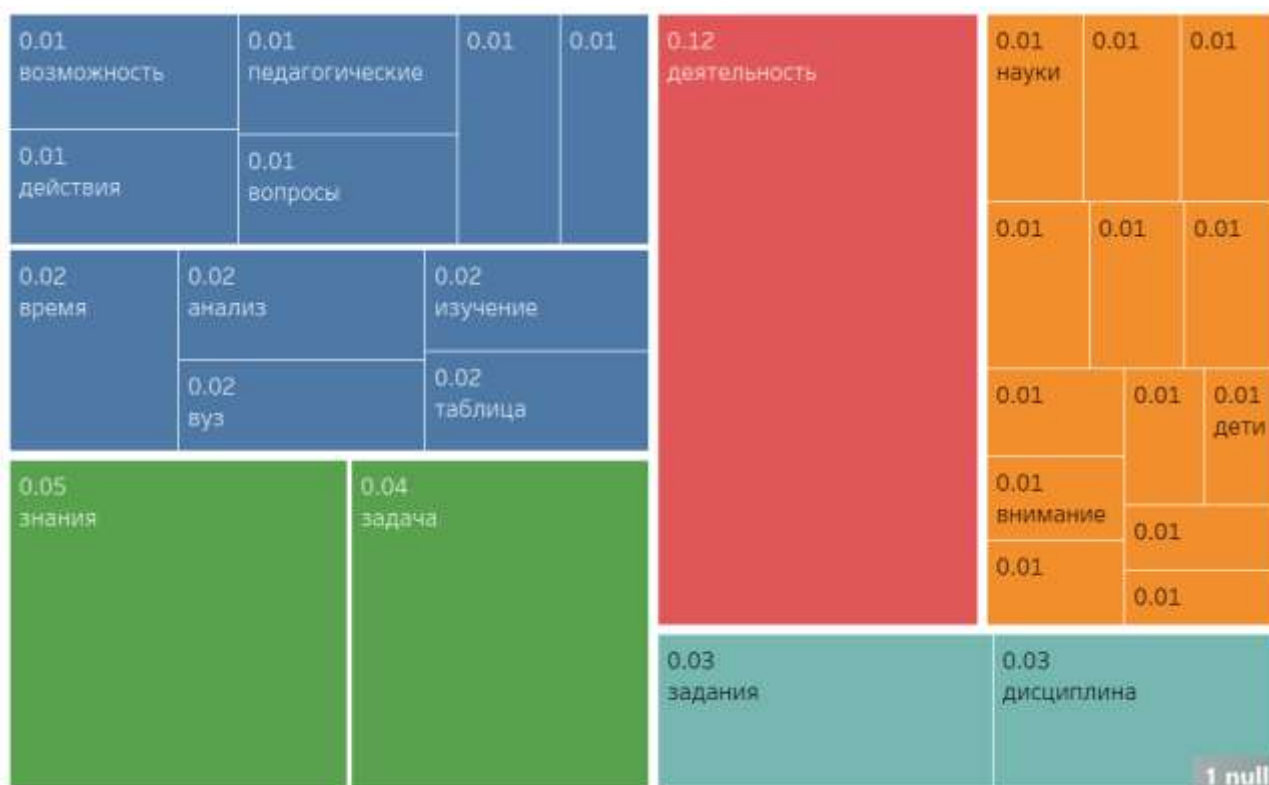 0.01
возможность
0.01
педагогические
0.01
0.01
0.01
действия
0.01
вопросы
0.02
время
0.02
анализ
0.02
изучение
0.02
вуз
0.02
таблица
0.05
знания
0.04
задача
0.12
деятельность
0.01
науки
0.01
0.01
0.01
0.01
0.01
0.01
0.01
0.01
дети
0.01
внимание
0.01
0.01
0.01
0.03
задания
0.03
дисциплина
1 null